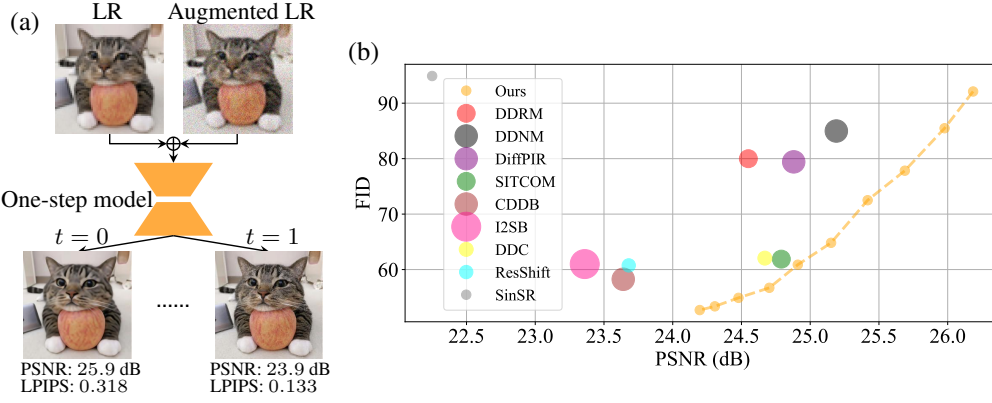 (a)
LR
Augmented LR
One-step model
t = 0
t = 1
......
PSNR: 25.9 dB
LPIPS: 0.318
PSNR: 23.9 dB
LPIPS: 0.133
(b)
FID
90
80
70
60
Ours
DDRM
DDNM
DiffPIR
SITCOM
CDDB
I2SB
DDC
ResShift
SinSR
22.5
23.0
23.5
24.0
24.5
25.0
25.5
26.0
PSNR (dB)